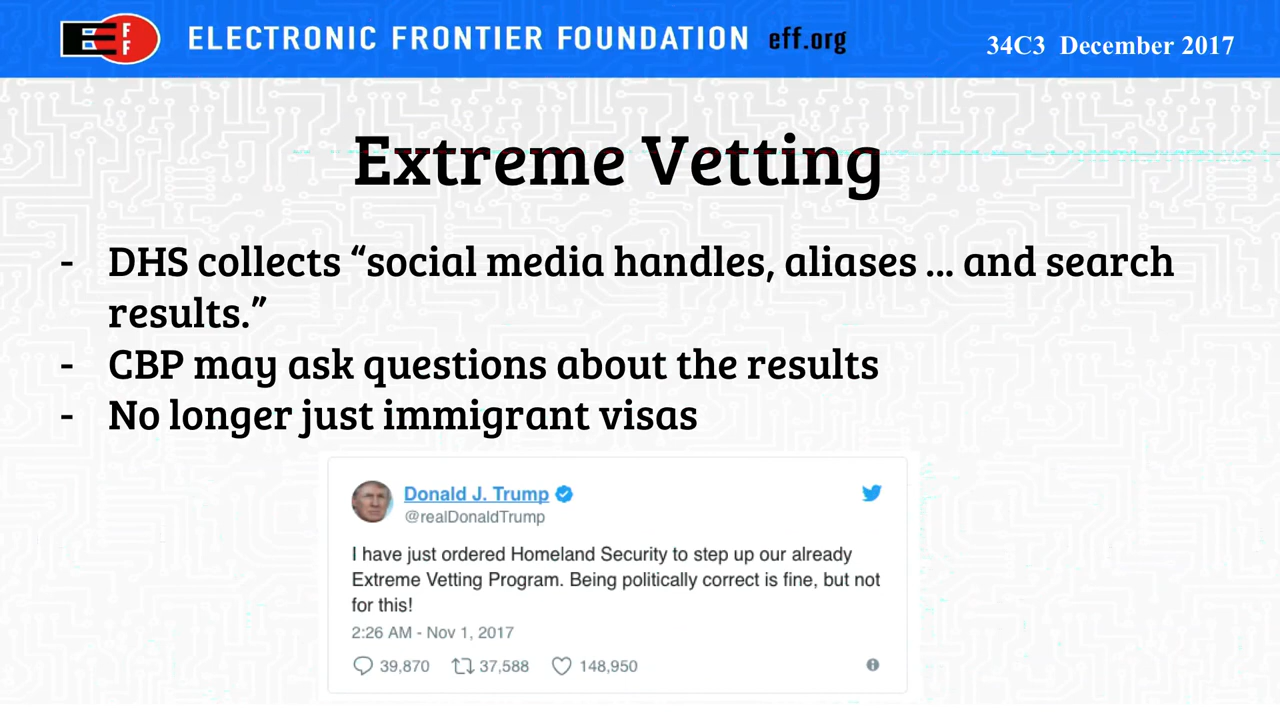 EFF ELECTRONIC FRONTIER FOUNDATION eff.org 34C3 December 2017
Extreme Vetting
- DHS collects “social media handles, aliases ... and search
results.”
- CBP may ask questions about the results
- No longer just immigrant visas
Donald J. Trump
@realDonaldTrump
I have just ordered Homeland Security to step up our already
Extreme Vetting Program. Being politically correct is fine, but not
for this!
2:26 AM - Nov 1, 2017
39,870 37,588 148,950